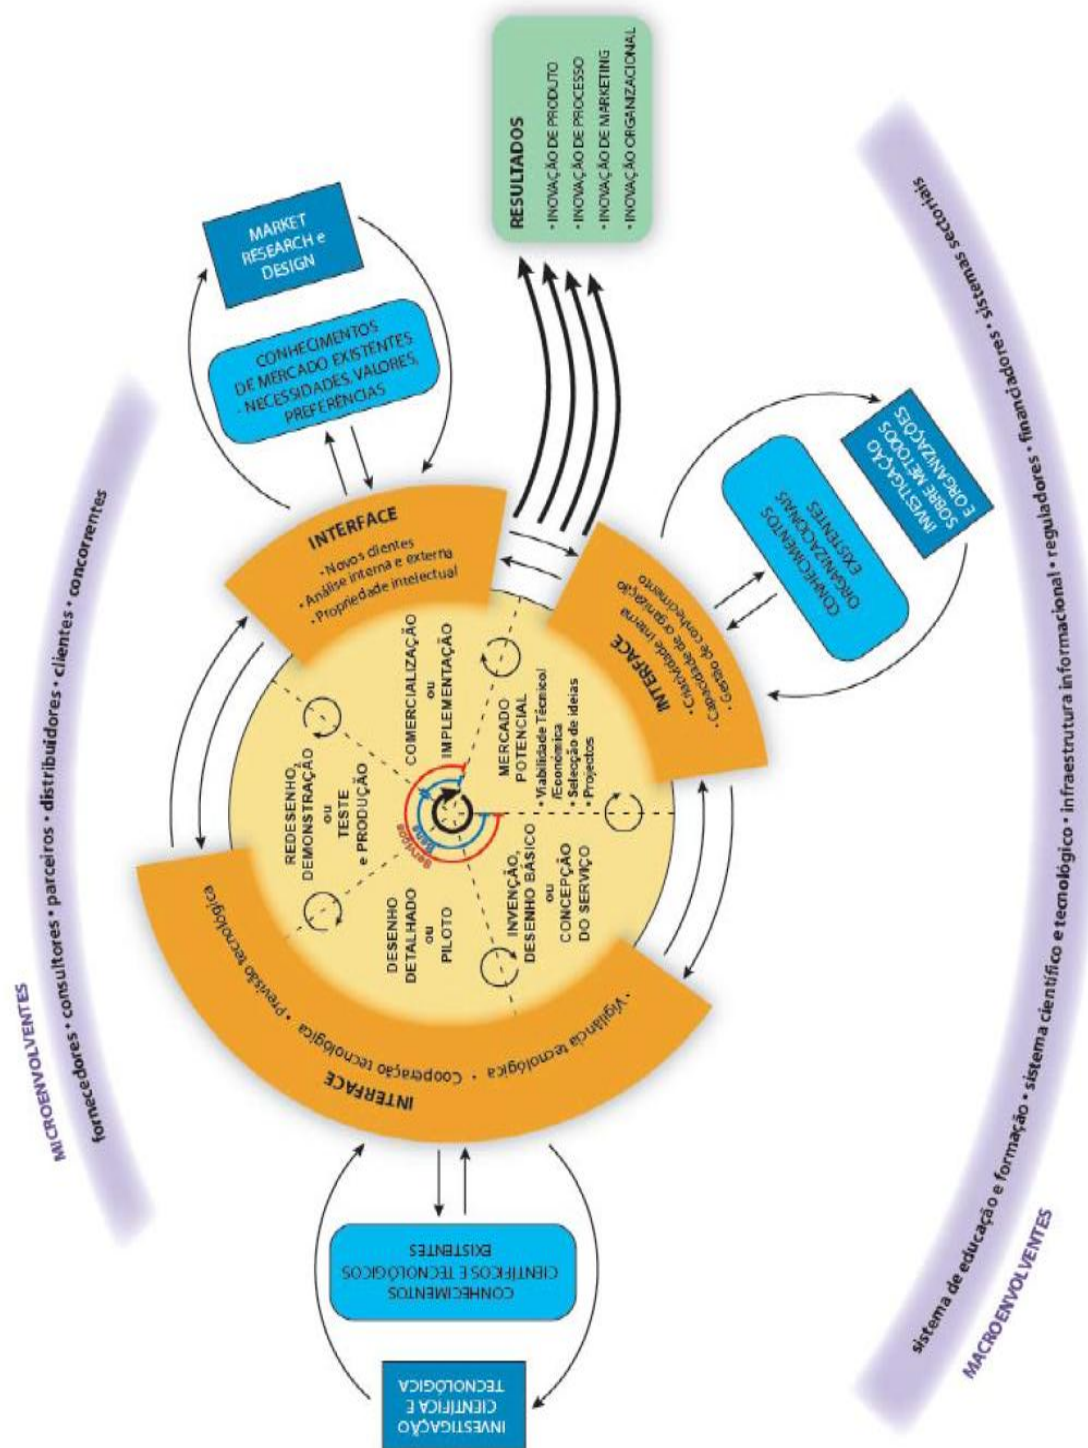 MICROENVOLVENTES
fornecedores • consultores • parceiros • distribuidores • clientes • concorrentes
INVESTIGAÇÃO
CIENTÍFICA E
TECNOLÓGICA
CONHECIMENTOS
CIENTÍFICOS E TECNOLÓGICOS
EXISTENTES
INTERFACE
• Vigilância tecnológica • Cooperação tecnológica • Previsão tecnológica
MARKET
RESEARCH e
DESIGN
CONHECIMENTOS
DE MERCADO EXISTENTES
- NECESSIDADES, VALORES,
PREFERÊNCIAS
INTERFACE
• Novos clientes
• Análise interna e externa
• Propriedade intelectual
REDESENHO,
DEMONSTRAÇÃO
ou
TESTE
e PRODUÇÃO
COMERCIALIZAÇÃO
ou
IMPLEMENTAÇÃO
DESENHO
DETALHADO
ou
PILOTO
Serviços
Bens
MERCADO
POTENCIAL
• Viabilidade Técnico/
/Económica
• Selecção de ideias
• Projectos
INVENÇÃO,
DESENHO BÁSICO
ou
CONCEPÇÃO
DO SERVIÇO
RESULTADOS
• INOVAÇÃO DE PRODUTO
• INOVAÇÃO DE PROCESSO
• INOVAÇÃO DE MARKETING
• INOVAÇÃO ORGANIZACIONAL
INTERFACE
• Criatividade interna
• Capacidade de organização
• Gestão de conhecimento
CONHECIMENTOS
ORGANIZACIONAIS
EXISTENTES
INVESTIGAÇÃO
SOBRE MÉTODOS
E ORGANIZAÇÕES
sistema de educação e formação • sistema científico e tecnológico • infraestrutura informacional • reguladores • financiadores • sistemas sectoriais
MACROENVOLVENTES